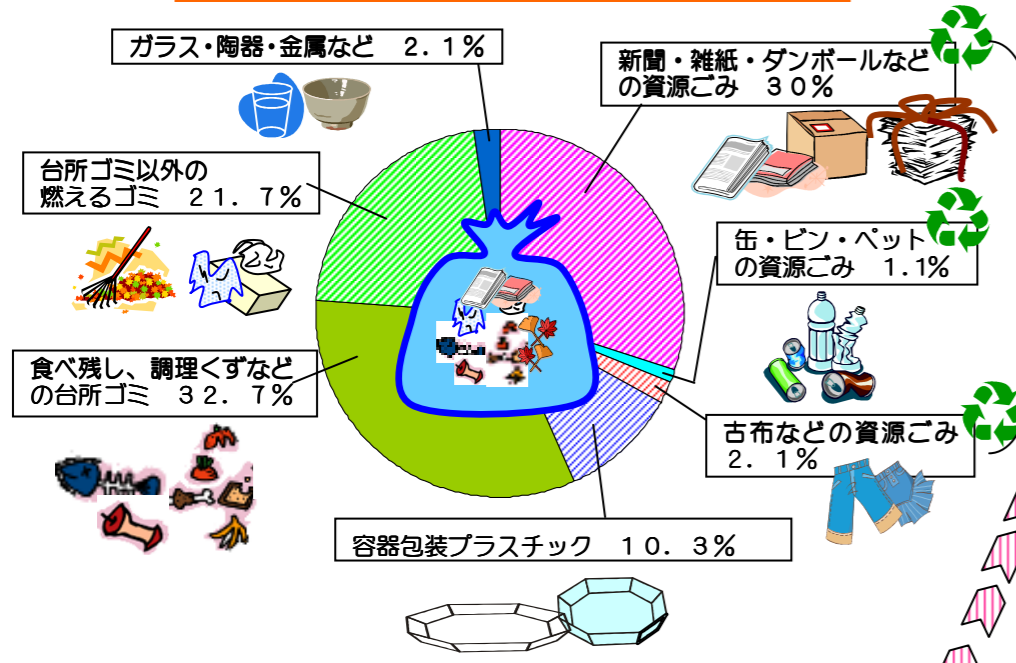 ガラス・陶器・金属など 2.1%
新聞・雑紙・ダンボールなど
の資源ごみ 30%
台所ゴミ以外の
燃えるゴミ 21.7%
缶・ビン・ペット
の資源ごみ 1.1%
食べ残し、調理くずなど
の台所ゴミ 32.7%
古布などの資源ごみ
2.1%
容器包装プラスチック 10.3%